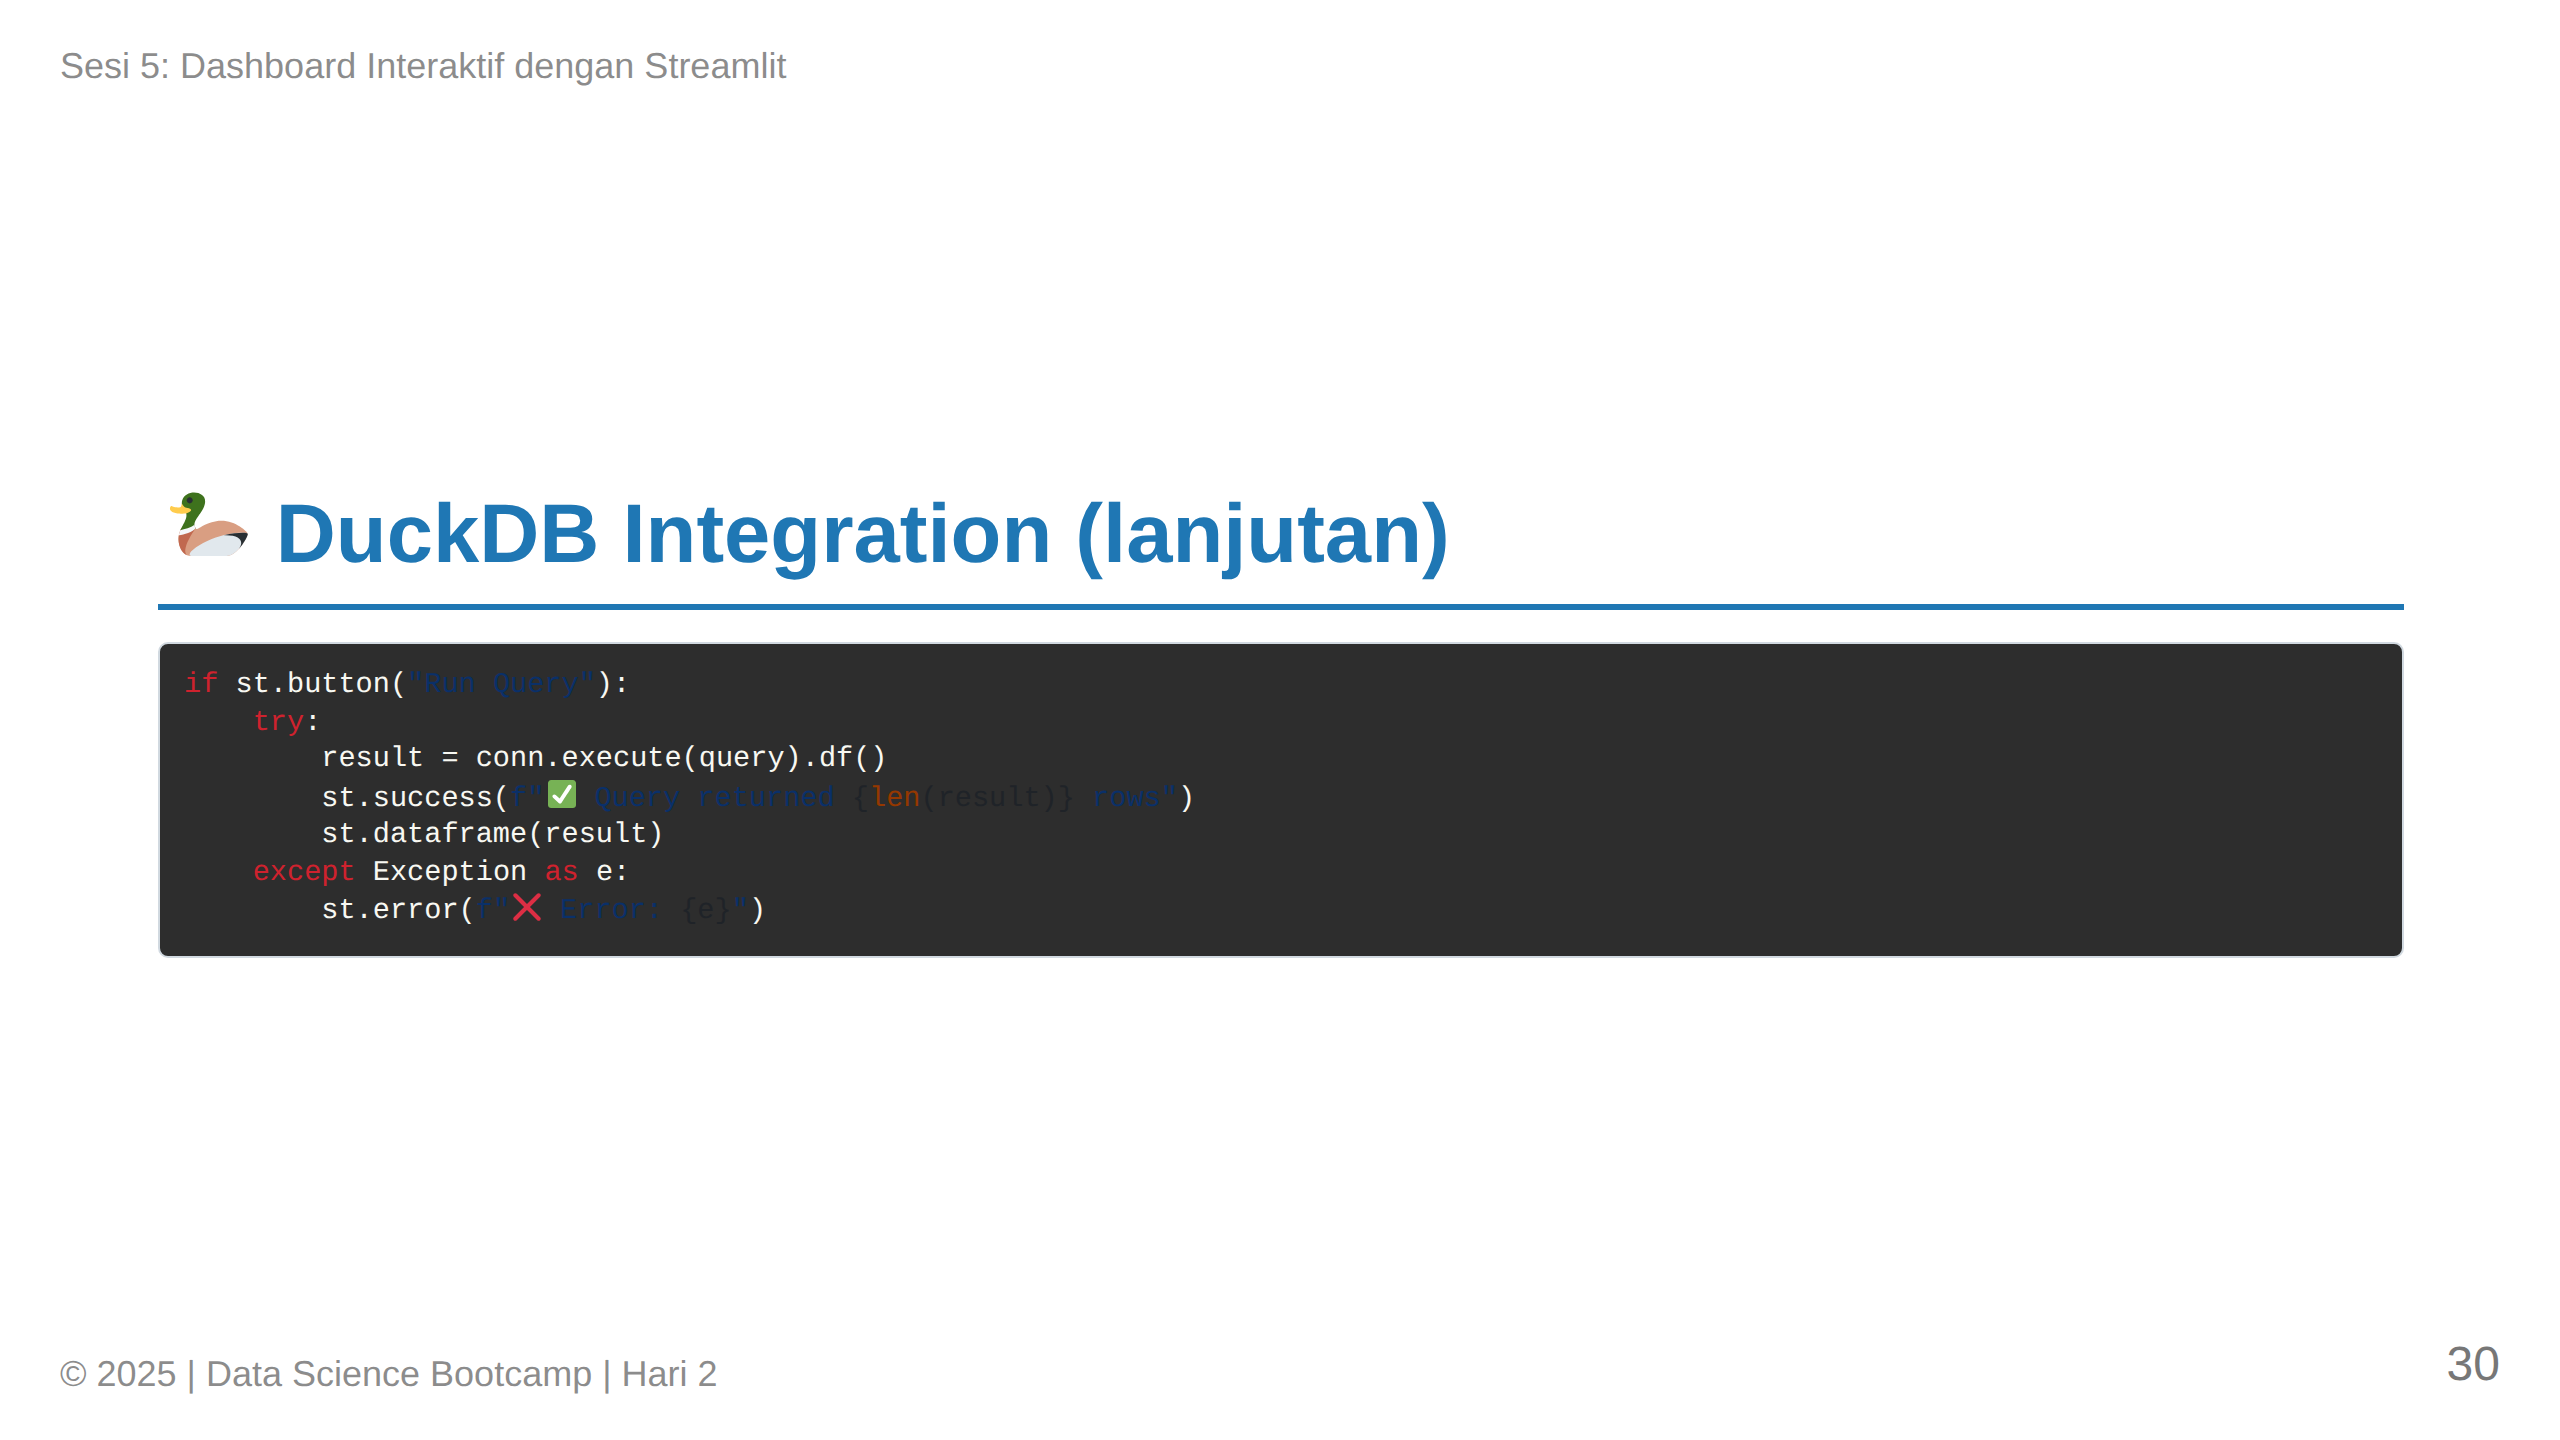 Sesi 5: Dashboard Interaktif dengan Streamlit
🦆 DuckDB Integration (lanjutan)
if st.button("Run Query"):
    try:
        result = conn.execute(query).df()
        st.success(f"✅ Query returned {len(result)} rows")
        st.dataframe(result)
    except Exception as e:
        st.error(f"❌ Error: {e}")
© 2025 | Data Science Bootcamp | Hari 2
30